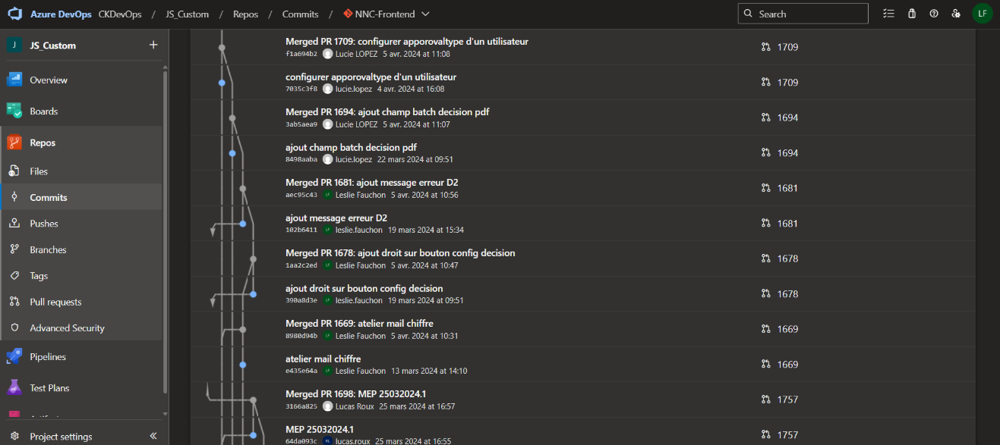 Azure DevOps CKDevOps / JS_Custom / Repos / Commits / NNC-Frontend
Search
LF
J JS_Custom
Overview
Boards
Repos
Files
Commits
Pushes
Branches
Tags
Pull requests
Advanced Security
Pipelines
Test Plans
Project settings
Merged PR 1709: configurer apporovaltype d'un utilisateur 1709
f1a694b2 Lucie LOPEZ 5 avr. 2024 at 11:08
configurer apporovaltype d'un utilisateur 1709
7035c3f8 lucie.lopez 4 avr. 2024 at 16:08
Merged PR 1694: ajout champ batch decision pdf 1694
3ab5aea9 Lucie LOPEZ 5 avr. 2024 at 11:07
ajout champ batch decision pdf 1694
8498aaba lucie.lopez 22 mars 2024 at 09:51
Merged PR 1681: ajout message erreur D2 1681
aec95c43 LF Leslie Fauchon 5 avr. 2024 at 10:56
ajout message erreur D2 1681
102b6411 LF leslie.fauchon 19 mars 2024 at 15:34
Merged PR 1678: ajout droit sur bouton config decision 1678
1aa2c2ed LF Leslie Fauchon 5 avr. 2024 at 10:47
ajout droit sur bouton config decision 1678
390a8d3e LF leslie.fauchon 19 mars 2024 at 09:51
Merged PR 1669: atelier mail chiffre 1669
8980d94b LF Leslie Fauchon 5 avr. 2024 at 10:31
atelier mail chiffre 1669
e435e64a LF Leslie Fauchon 13 mars 2024 at 14:10
Merged PR 1698: MEP 25032024.1 1757
3166a825 Lucas Roux 25 mars 2024 at 16:57
MEP 25032024.1 1757
64da093c RL lucas.roux 25 mars 2024 at 16:55